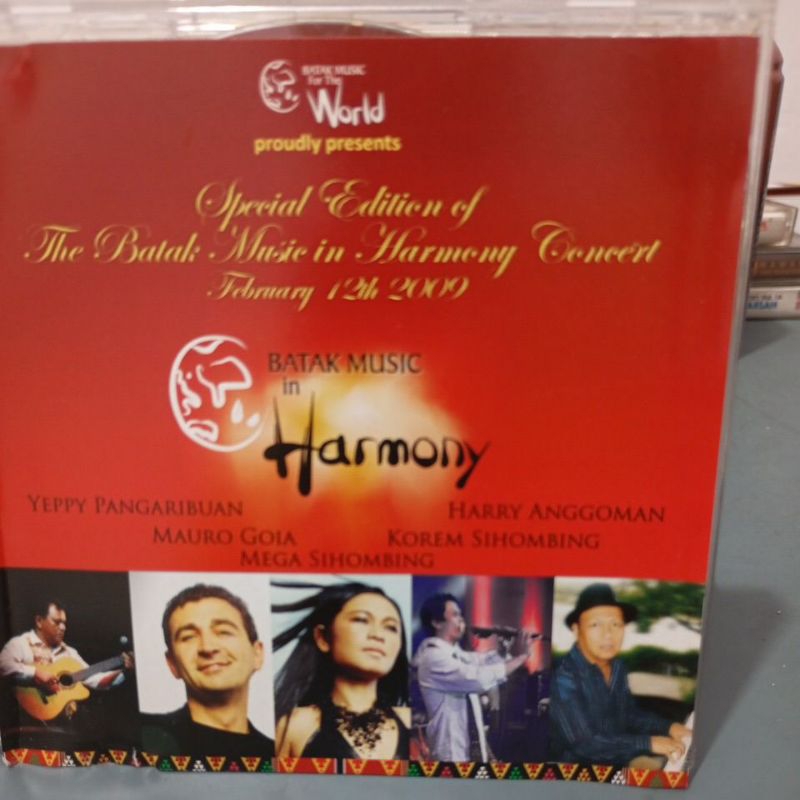 BATAK MUSIC
For The
World
proudly presents
Special Edition of
The Batak Music in Harmony Concert
February 12th 2009
BATAK MUSIC
in
Harmony
YEPPY PANGARIBUAN HARRY ANGGOMAN
MAURO GOIA KOREM SIHOMBING
MEGA SIHOMBING